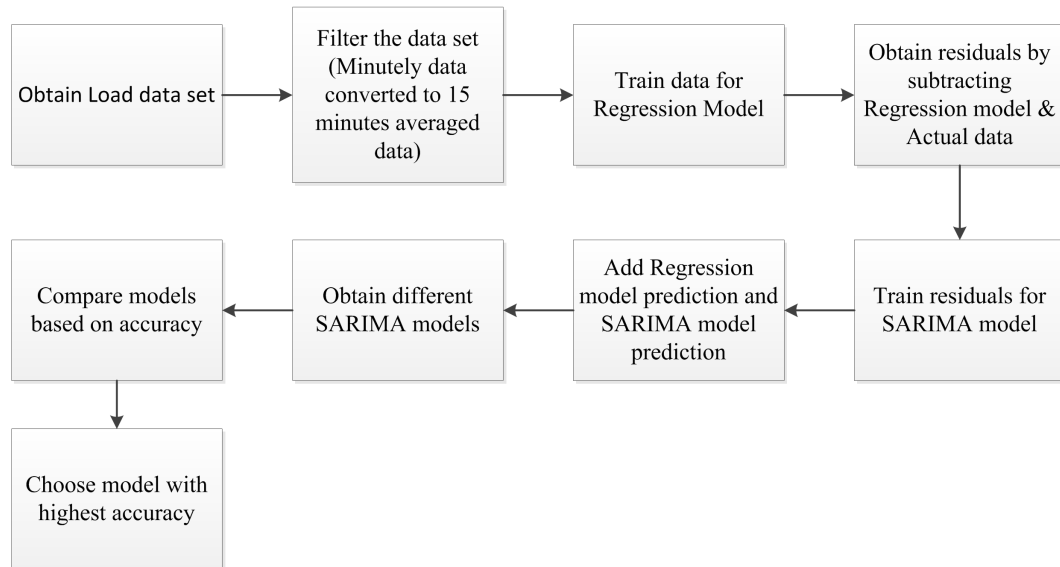 Obtain Load data set
Filter the data set
(Minutely data
converted to 15
minutes averaged
data)
Train data for
Regression Model
Obtain residuals by
subtracting
Regression model &
Actual data
Train residuals for
SARIMA model
Add Regression
model prediction and
SARIMA model
prediction
Obtain different
SARIMA models
Compare models
based on accuracy
Choose model with
highest accuracy